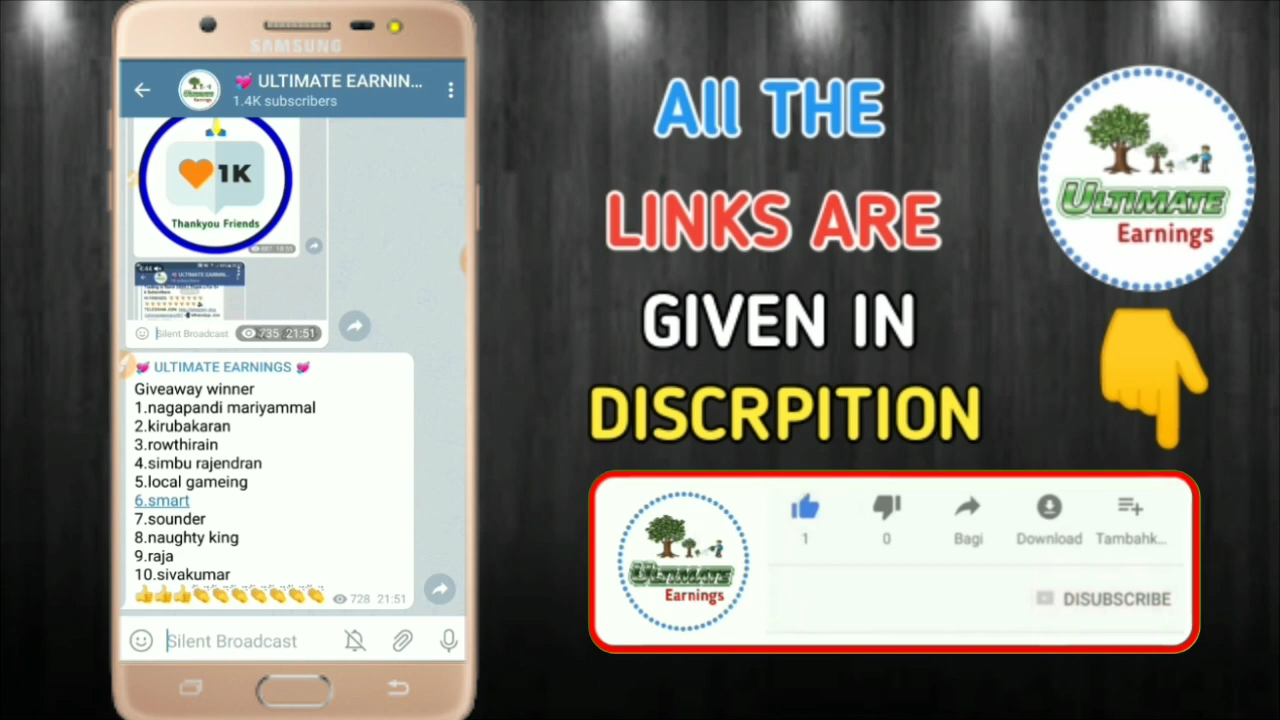 SAMSUNG
💘 ULTIMATE EARNIN...
1.4K subscribers
1K
Thankyou Friends
ULTIMATE EARNIN...
Silent Broadcast
735 21:51
💘 ULTIMATE EARNINGS 💘
Giveaway winner
1.nagapandi mariyammal
2.kirubakaran
3.rowthirain
4.simbu rajendran
5.local gameing
6.smart
7.sounder
8.naughty king
9.raja
10.sivakumar
728 21:51
Silent Broadcast
All THE
LINKS ARE
GIVEN IN
DISCRPITION
ULTIMATE
Earnings
ULTIMATE
Earnings
1
0
Bagi
Download
Tambahk...
DISUBSCRIBE